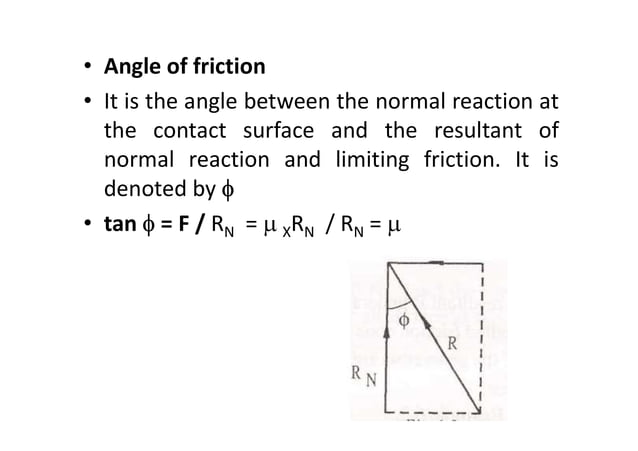 • Angle of friction
• It is the angle between the normal reaction at
the contact surface and the resultant of
normal reaction and limiting friction. It is
denoted by ϕ
• tan ϕ = F / RN = μ xRN / RN = μ
ϕ
R
RN